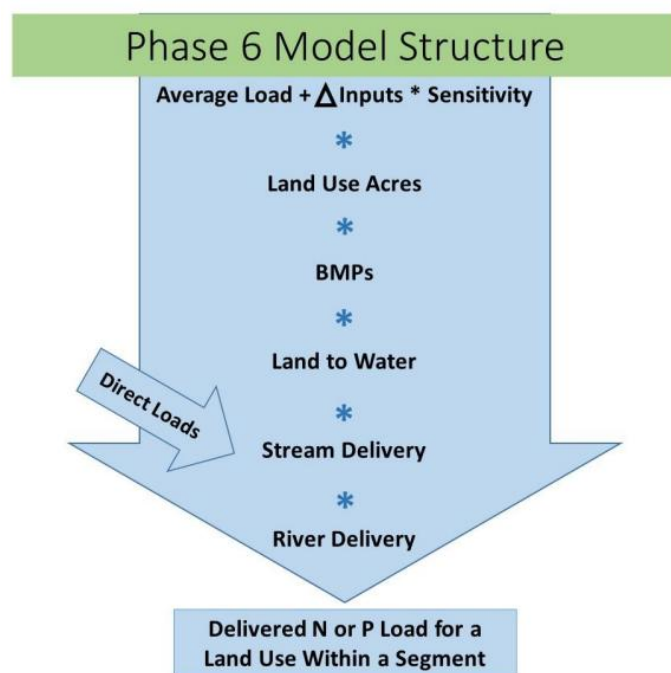 Phase 6 Model Structure
Average Load + Δ Inputs * Sensitivity
*
Land Use Acres
*
BMPs
*
Land to Water
*
Direct Loads
Stream Delivery
*
River Delivery
Delivered N or P Load for a
Land Use Within a Segment